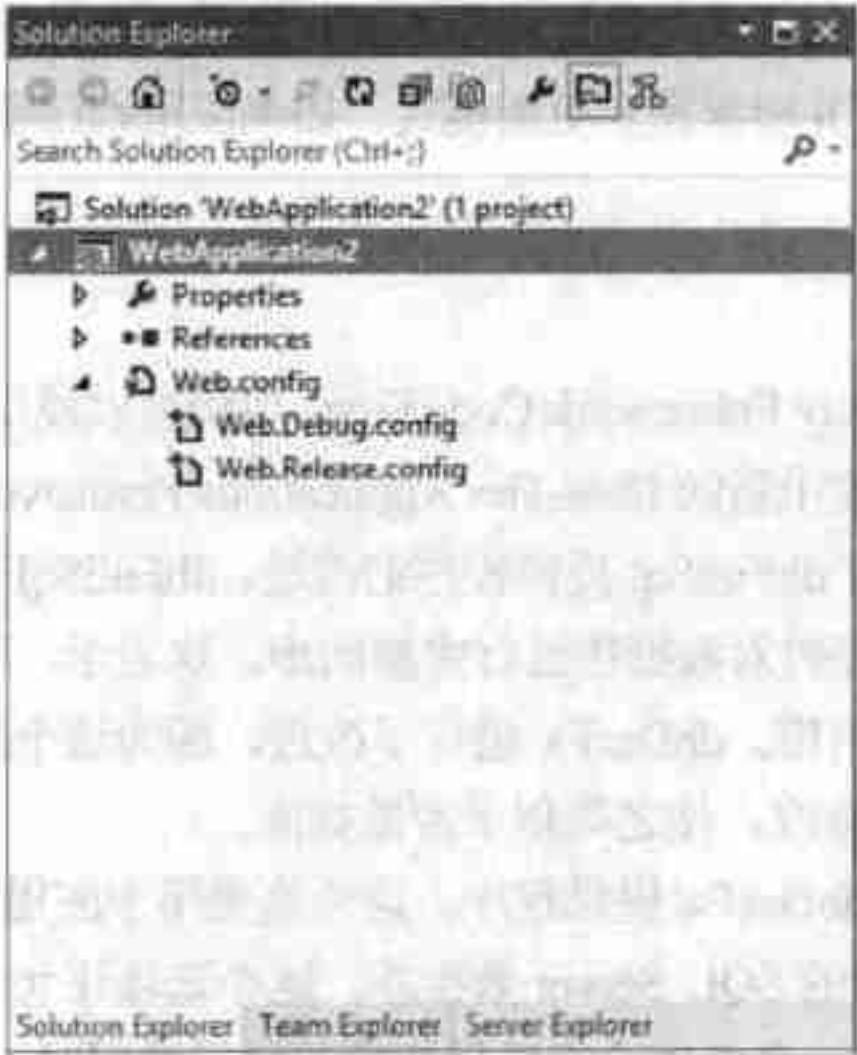 Solution Explorer
Search Solution Explorer (Ctrl+;)
Solution 'WebApplication2' (1 project)
WebApplication2
Properties
References
Web.config
Web.Debug.config
Web.Release.config
Solution Explorer Team Explorer Server Explorer